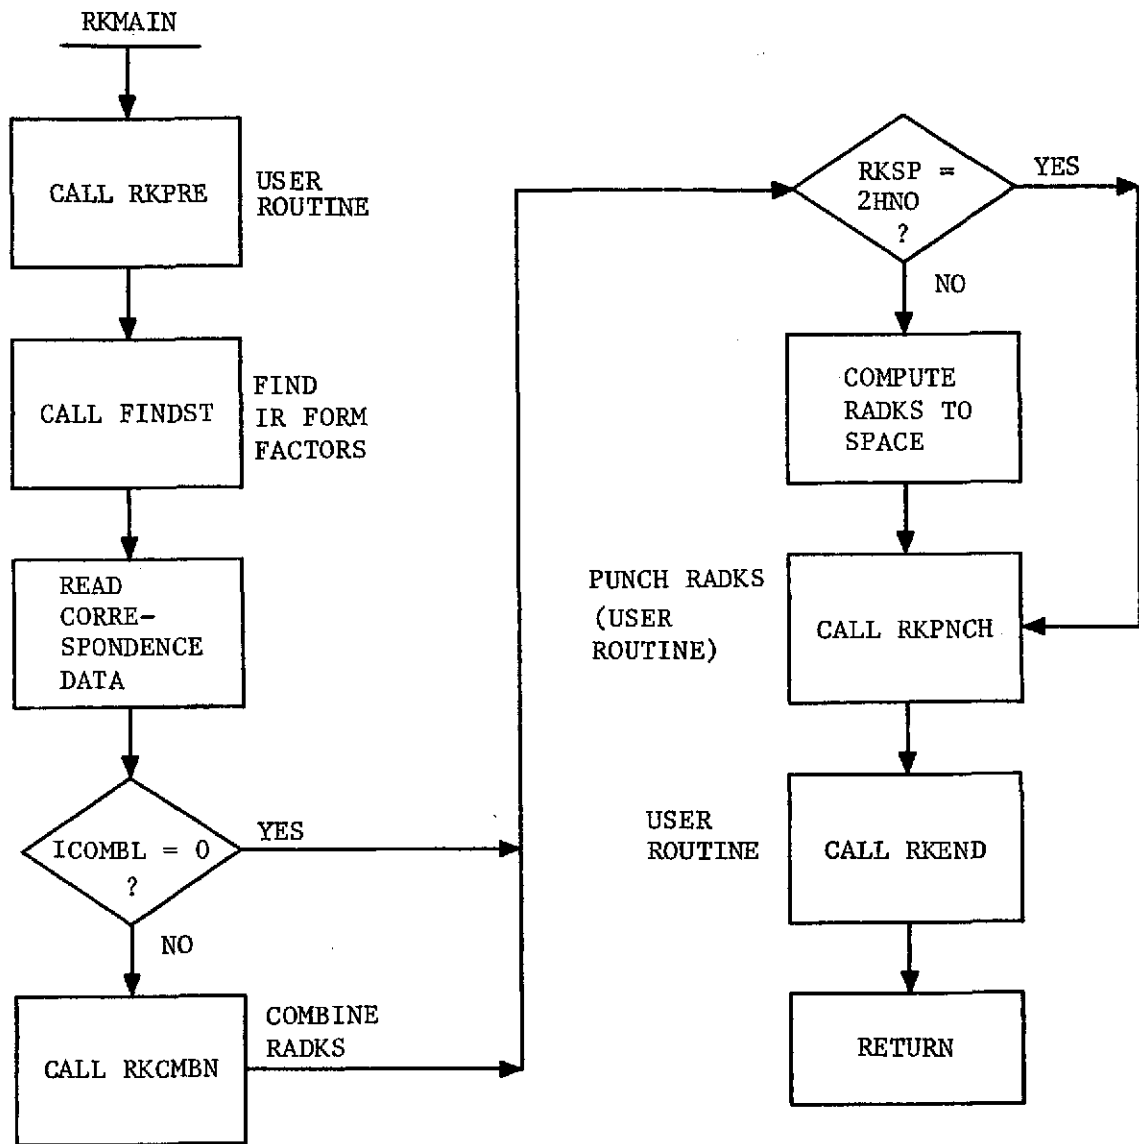 RKMAIN
CALL RKPRE
USER
ROUTINE
CALL FINDST
FIND
IR FORM
FACTORS
READ
CORRE-
SPONDENCE
DATA
ICOMBL = 0
?
YES
NO
CALL RKCMBN
COMBINE
RADKS
RKSP =
2HNO
?
YES
NO
COMPUTE
RADKS TO
SPACE
PUNCH RADKS
(USER
ROUTINE)
CALL RKPNCH
USER
ROUTINE
CALL RKEND
RETURN